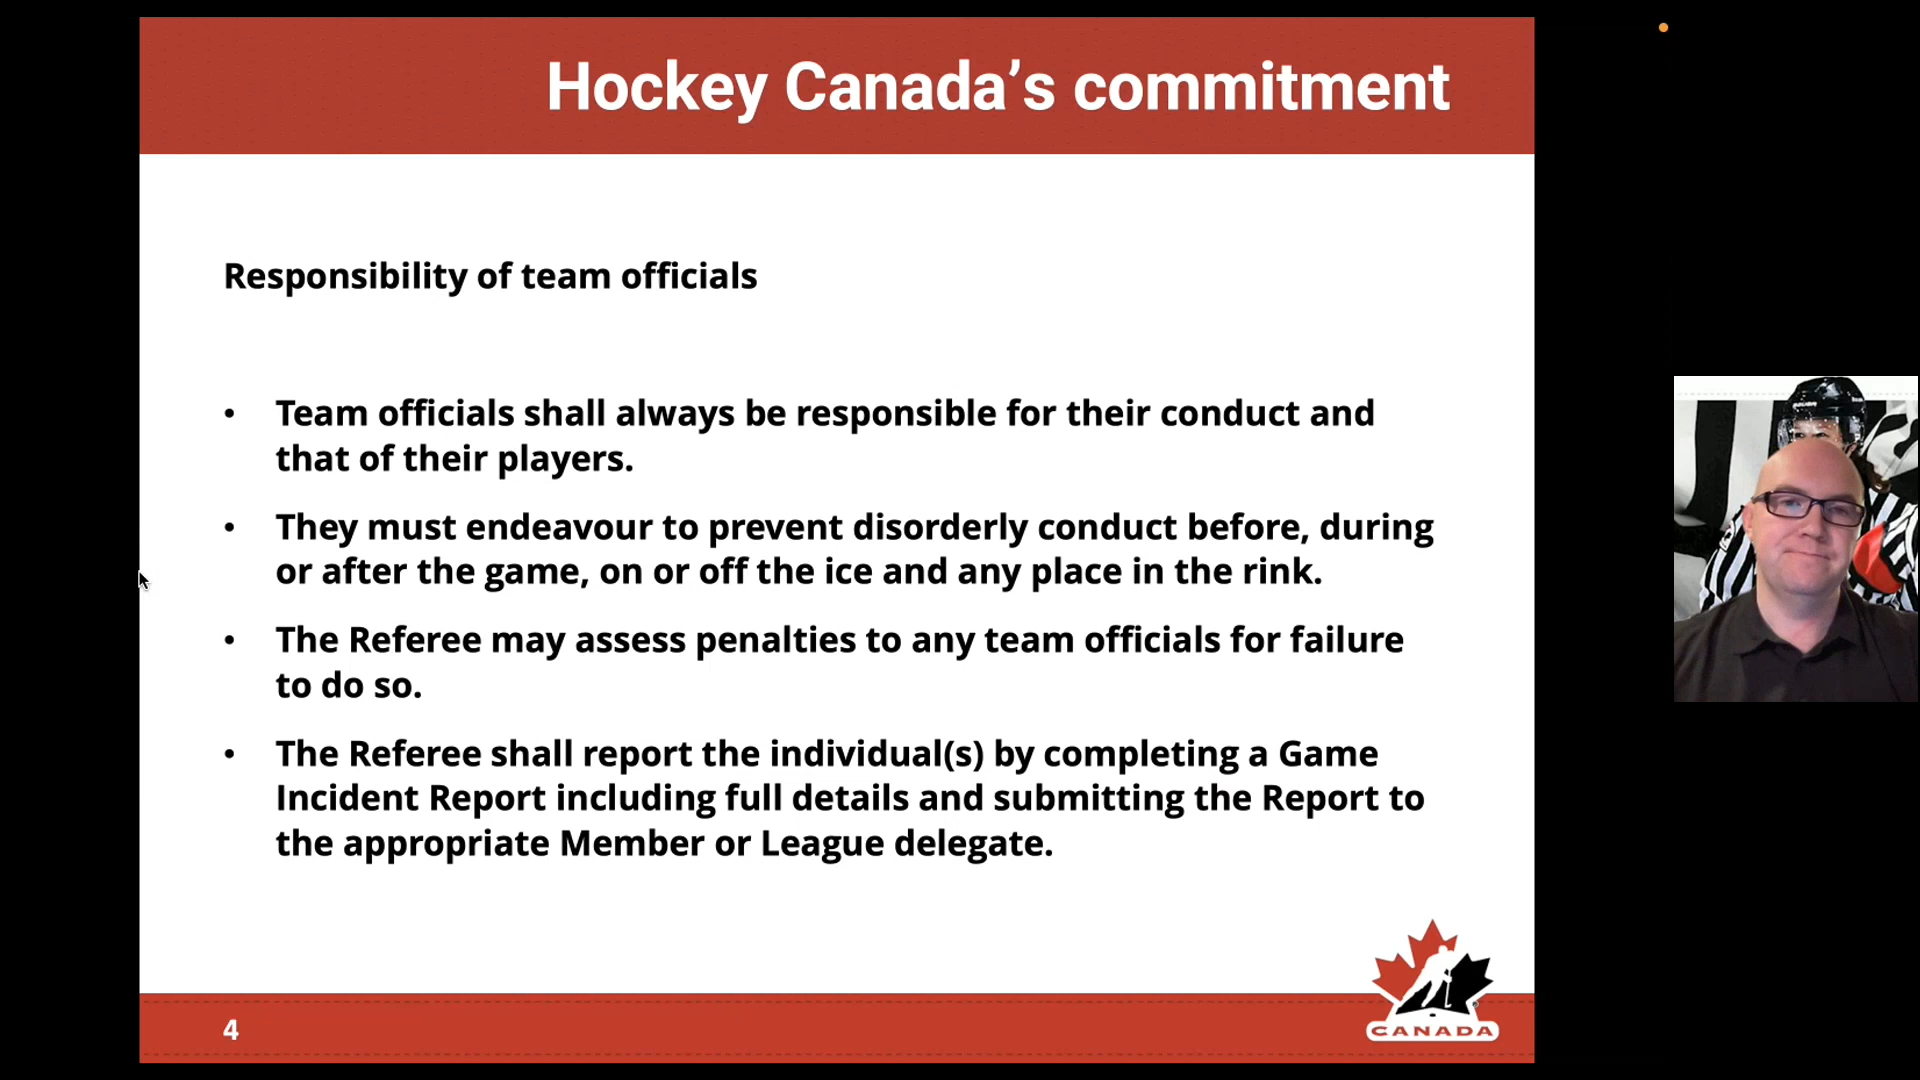 Hockey Canada’s commitment
Responsibility of team officials
• Team officials shall always be responsible for their conduct and
that of their players.
• They must endeavour to prevent disorderly conduct before, during
or after the game, on or off the ice and any place in the rink.
• The Referee may assess penalties to any team officials for failure
to do so.
• The Referee shall report the individual(s) by completing a Game
Incident Report including full details and submitting the Report to
the appropriate Member or League delegate.
CANADA
4